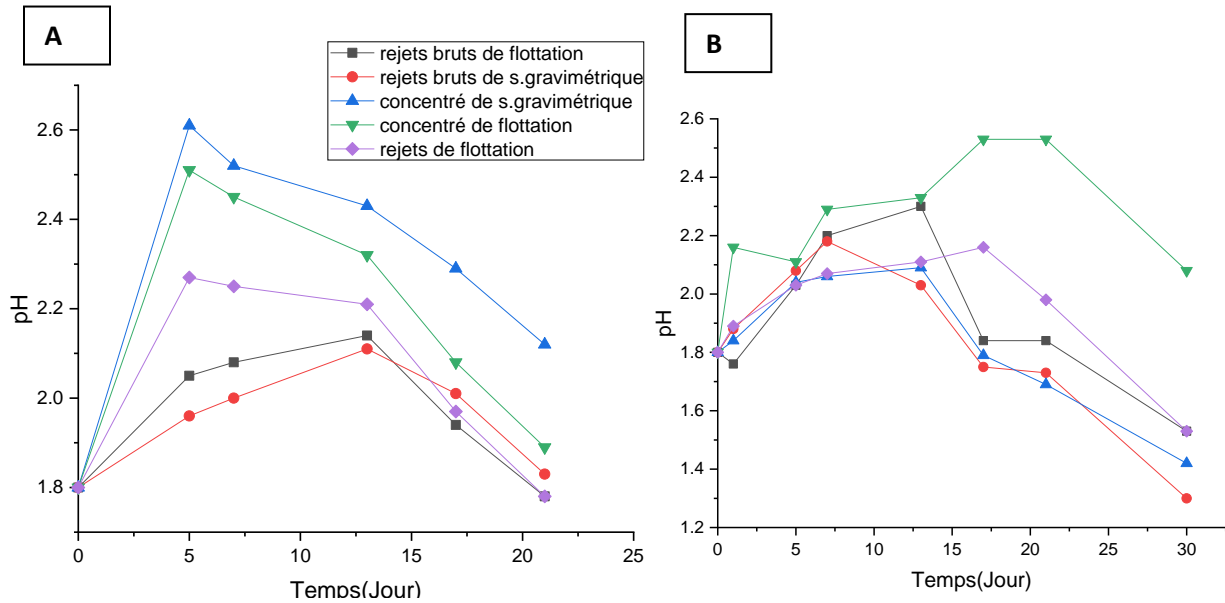 A
rejets bruts de flottation
rejets bruts de s.gravimétrique
concentré de s.gravimétrique
concentré de flottation
rejets de flottation
2.6
2.4
2.2
2.0
1.8
pH
0 5 10 15 20 25
Temps(Jour)
B
2.6
2.4
2.2
2.0
1.8
1.6
1.4
1.2
pH
0 5 10 15 20 25 30
Temps(Jour)